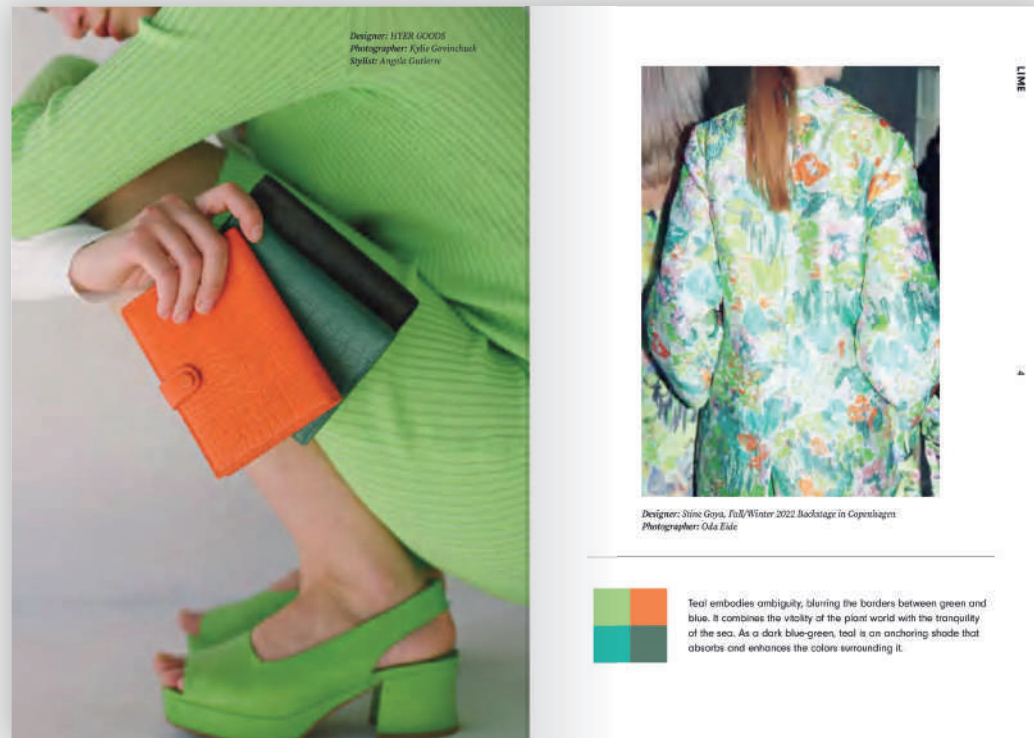 Designer: HYER GOODS
Photographer: Kylie Govinchuck
Stylist: Angela Gutierre
LIME
4
Designer: Stine Goya, Fall/Winter 2022 Backstage in Copenhagen
Photographer: Oda Eide
Teal embodies ambiguity, blurring the borders between green and
blue. It combines the vitality of the plant world with the tranquility
of the sea. As a dark blue-green, teal is an anchoring shade that
absorbs and enhances the colors surrounding it.